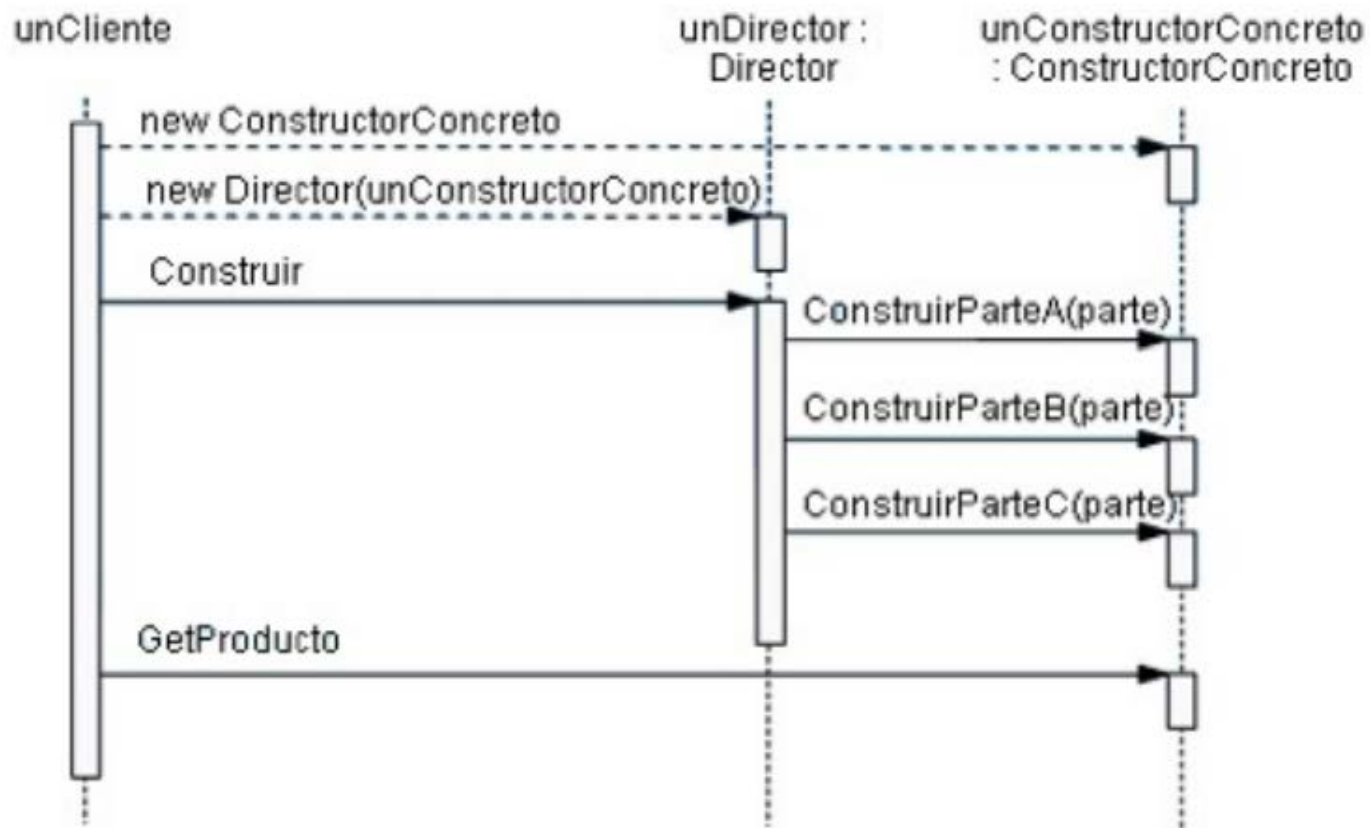 unCliente
unDirector :
Director
unConstructorConcreto
: ConstructorConcreto
new ConstructorConcreto
new Director(unConstructorConcreto)
Construir
ConstruirParteA(parte)
ConstruirParteB(parte)
ConstruirParteC(parte)
GetProducto